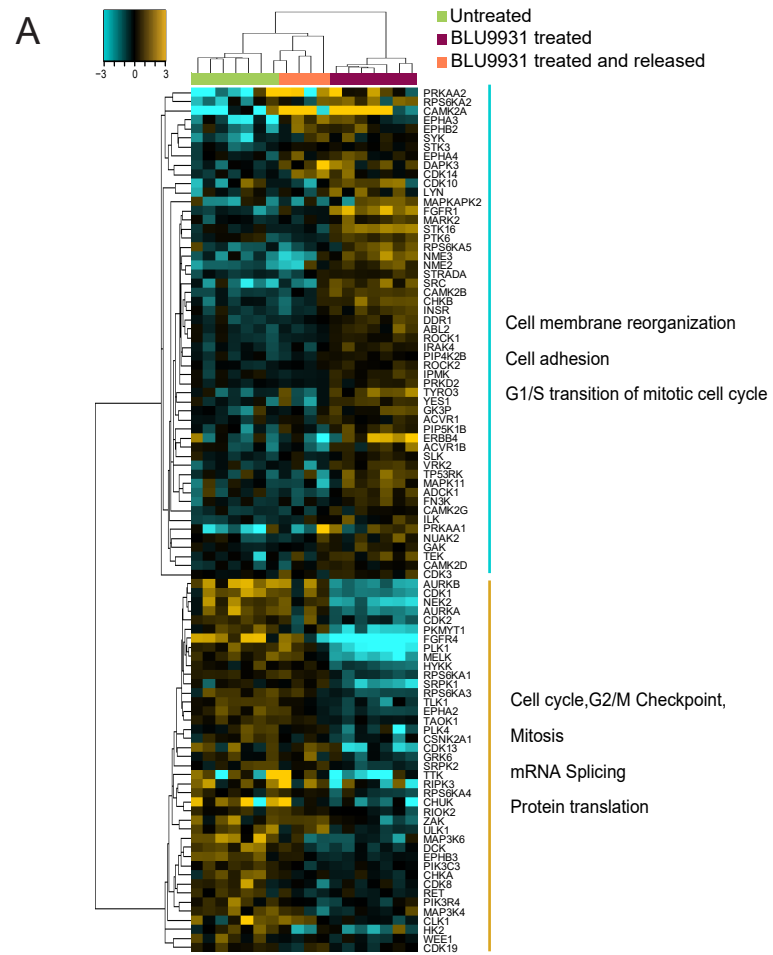 A
−3
0
3
Untreated
BLU9931 treated
BLU9931 treated and released
PRKAA2
RPS6KA2
CAMK2A
EPHA3
EPHB2
SYK
STK3
EPHA4
DAPK3
CDK14
CDK10
LYN
MAPKAPK2
FGFR1
MARK2
STK16
PTK6
RPS6KA5
NME3
NME2
STRADA
SRC
CAMK2B
CHKB
INSR
DDR1
ABL2
ROCK1
IRAK4
PIP4K2B
ROCK2
IPMK
PRKD2
TYRO3
YES1
GK3P
ACVR1
PIP5K1B
ERBB4
ACVR1B
SLK
VRK2
TP53RK
MAPK11
ADCK1
FN3K
CAMK2G
ILK
PRKAA1
NUAK2
GAK
TEK
CAMK2D
CDK3
AURKB
CDK1
NEK2
AURKA
CDK2
PKMYT1
FGFR4
PLK1
MELK
HYKK
RPS6KA1
SRPK1
RPS6KA3
TLK1
EPHA2
TAOK1
PLK4
CSNK2A1
CDK13
GRK6
SRPK2
TTK
RIPK3
RPS6KA4
CHUK
RIOK2
ZAK
ULK1
MAP3K6
DCK
EPHB3
PIK3C3
CHKA
CDK8
RET
PIK3R4
MAP3K4
CLK1
HK2
WEE1
CDK19
Cell membrane reorganization
Cell adhesion
G1/S transition of mitotic cell cycle
Cell cycle,G2/M Checkpoint,
Mitosis
mRNA Splicing
Protein translation